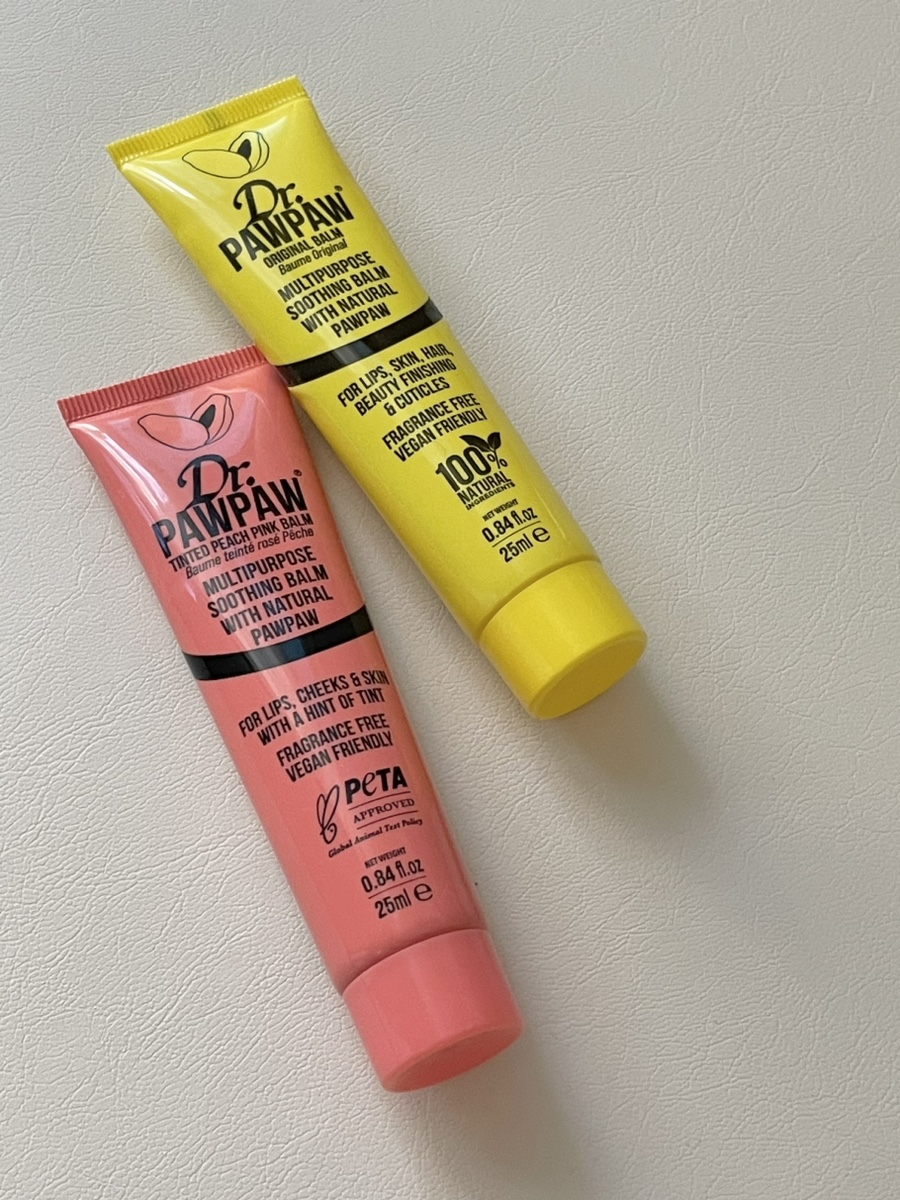 Dr.
PAWPAW®
ORIGINAL BALM
Baume Original
MULTIPURPOSE
SOOTHING BALM
WITH NATURAL
PAWPAW
FOR LIPS, SKIN, HAIR,
BEAUTY FINISHING
& CUTICLES
FRAGRANCE FREE
VEGAN FRIENDLY
100%
NATURAL
INGREDIENTS
NET WEIGHT
0.84 fl.oz
25ml ℮
Dr.
PAWPAW®
TINTED PEACH PINK BALM
Baume teinté rosé Pêche
MULTIPURPOSE
SOOTHING BALM
WITH NATURAL
PAWPAW
FOR LIPS, CHEEKS & SKIN
WITH A HINT OF TINT
FRAGRANCE FREE
VEGAN FRIENDLY
PeTA
APPROVED
Global Animal Test Policy
NET WEIGHT
0.84 fl.oz
25ml ℮